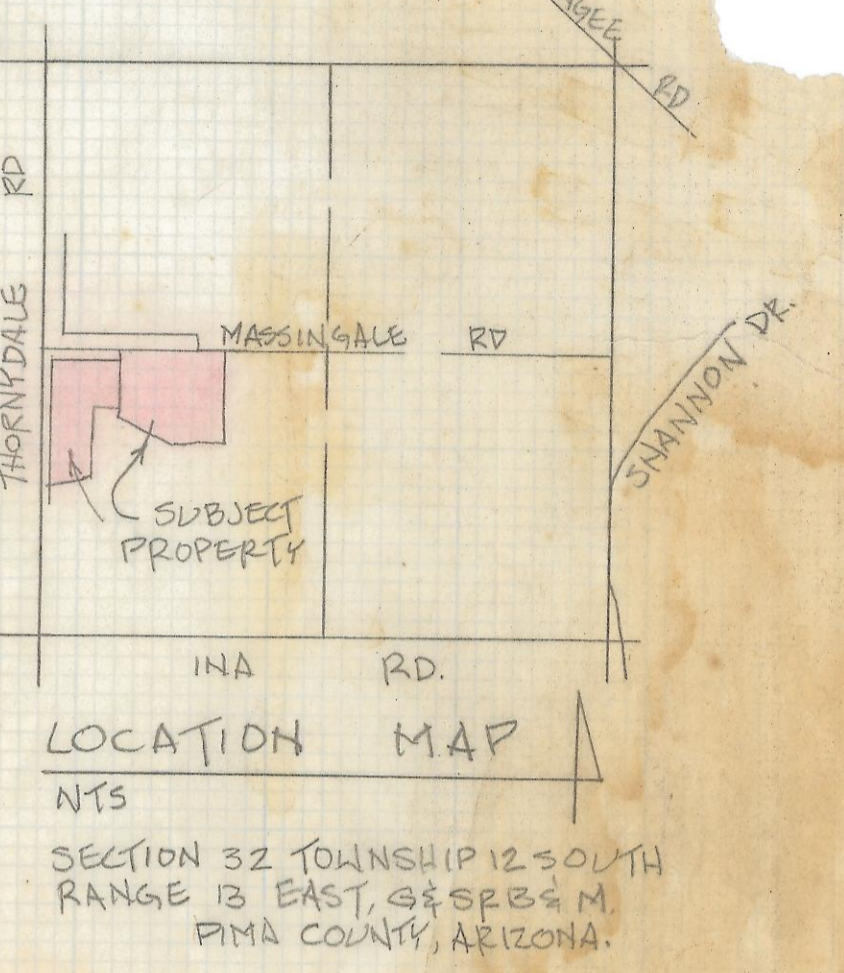 RD
MASSINGALE RD
THORNYDALE RD
SHANNON DR.
SUBJECT
PROPERTY
INA RD.
LOCATION MAP
NTS
SECTION 32 TOWNSHIP 12 SOUTH
RANGE 13 EAST, G&SRB& M.
PIMA COUNTY, ARIZONA.